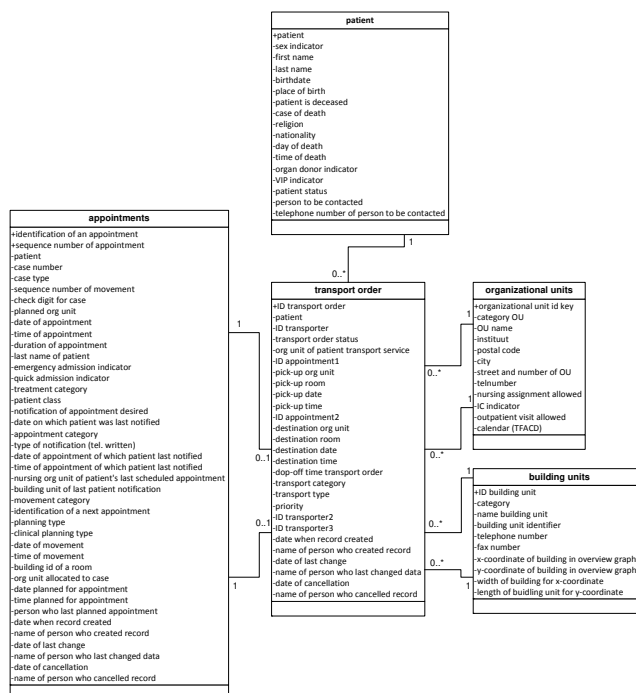 patient
+patient
-sex indicator
-first name
-last name
-birthdate
-place of birth
-patient is deceased
-case of death
-religion
-nationality
-day of death
-time of death
-organ donor indicator
-VIP indicator
-patient status
-person to be contacted
-telephone number of person to be contacted
1
0..*
appointments
+identification of an appointment
+sequence number of appointment
-patient
-case number
-case type
-sequence number of movement
-check digit for case
-planned org unit
-date of appointment
-time of appointment
-duration of appointment
-last name of patient
-emergency admission indicator
-quick admission indicator
-treatment category
-patient class
-notification of appointment desired
-date on which patient was last notified
-appointment category
-type of notification (tel. written)
-date of appointment of which patient last notified
-time of appointment of which patient last notified
-nursing org unit of patient's last scheduled appointment
-building unit of last patient notification
-movement category
-identification of a next appointment
-planning type
-clinical planning type
-date of movement
-time of movement
-building id of a room
-org unit allocated to case
-date planned for appointment
-time planned for appointment
-person who last planned appointment
-date when record created
-name of person who created record
-date of last change
-name of person who last changed data
-date of cancellation
-name of person who cancelled record
1
0..1
0..1
1
transport order
+ID transport order
-patient
-ID transporter
-transport order status
-org unit of patient transport service
-ID appointment1
-pick-up org unit
-pick-up room
-pick-up date
-pick-up time
-ID appointment2
-destination org unit
-destination room
-destination date
-destination time
-dop-off time transport order
-transport category
-transport type
-priority
-ID transporter2
-ID transporter3
-date when record created
-name of person who created record
-date of last change
-name of person who last changed data
-date of cancellation
-name of person who cancelled record
1
0..*
1
0..*
1
0..*
0..*
1
organizational units
+organizational unit id key
-category OU
-OU name
-instituut
-postal code
-city
-street and number of OU
-telnumber
-nursing assignment allowed
-IC indicator
-outpatient visit allowed
-calendar (TFACD)
building units
+ID building unit
-category
-name building unit
-building unit identifier
-telephone number
-fax number
-x-coordinate of building in overview graph
-y-coordinate of building in overview graph
-width of building for x-coordinate
-length of buidling unit for y-coordinate